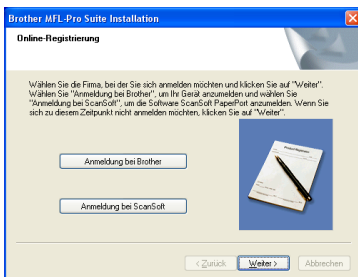 Brother MFL-Pro Suite Installation
Online-Registrierung
Wählen Sie die Firma, bei der Sie sich anmelden möchten und klicken Sie auf "Weiter".
Wählen Sie "Anmeldung bei Brother", um Ihr Gerät anzumelden und wählen Sie
"Anmeldung bei ScanSoft", um die Software ScanSoft PaperPort anzumelden. Wenn Sie
sich zu diesem Zeitpunkt nicht anmelden möchten, klicken Sie auf "Weiter".
Anmeldung bei Brother
Anmeldung bei ScanSoft
< Zurück
Weiter >
Abbrechen